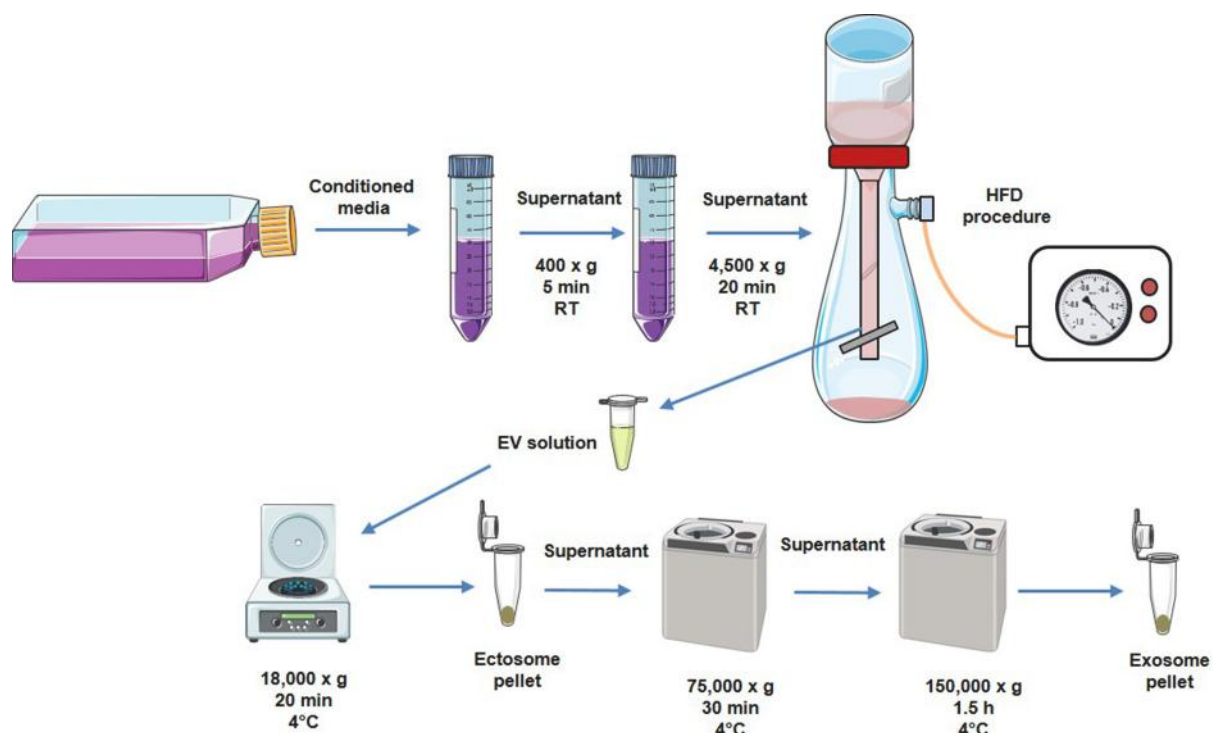 Conditioned
media
Supernatant
400 x g
5 min
RT
Supernatant
4,500 x g
20 min
RT
HFD
procedure
EV solution
18,000 x g
20 min
4°C
Ectosome
pellet
Supernatant
75,000 x g
30 min
4°C
Supernatant
150,000 x g
1.5 h
4°C
Exosome
pellet